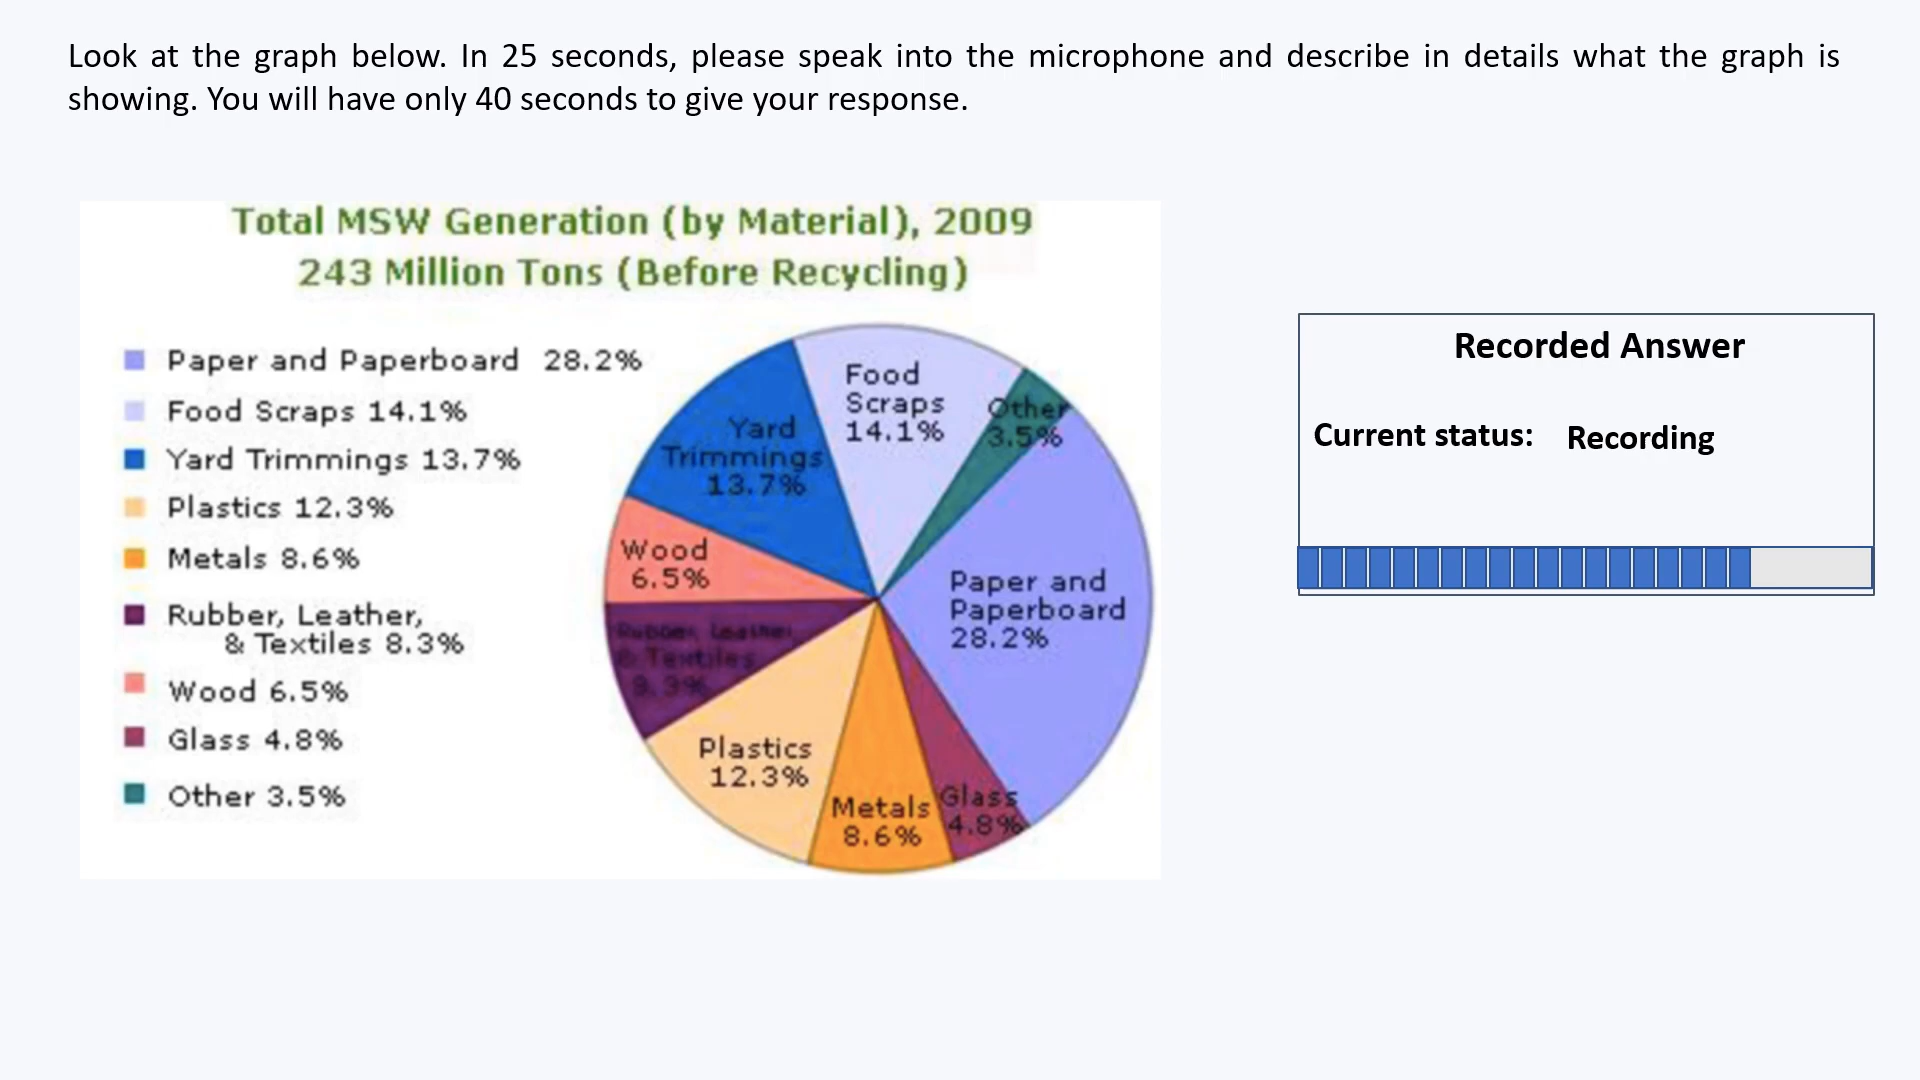 Look at the graph below. In 25 seconds, please speak into the microphone and describe in details what the graph is
showing. You will have only 40 seconds to give your response.
Total MSW Generation (by Material), 2009
243 Million Tons (Before Recycling)
Paper and Paperboard 28.2%
Food Scraps 14.1%
Yard Trimmings 13.7%
Plastics 12.3%
Metals 8.6%
Rubber, Leather,
& Textiles 8.3%
Wood 6.5%
Glass 4.8%
Other 3.5%
Food
Scraps
14.1%
Other
3.5%
Yard
Trimmings
13.7%
Wood
6.5%
Paper and
Paperboard
28.2%
Rubber, Leather
& Textiles
8.3%
Plastics
12.3%
Metals
8.6%
Glass
4.8%
Recorded Answer
Current status: Recording